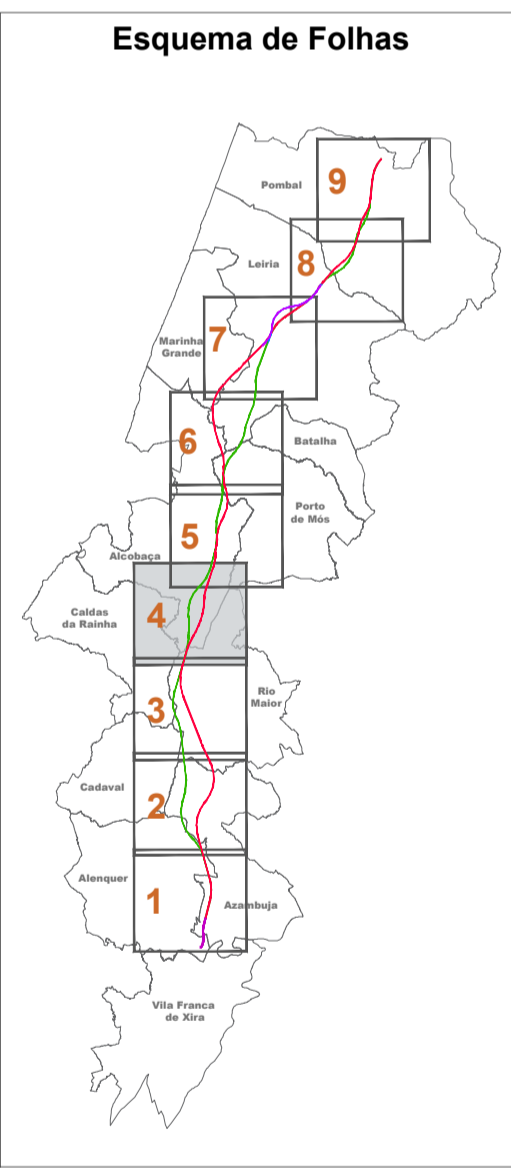 Esquema de Folhas
9
Pombal
8
Leiria
7
Marinha
Grande
6
Batalha
Porto
de Mós
5
Alcobaça
4
Caldas
da Rainha
Rio
Maior
3
Cadaval
2
Alenquer
1
Azambuja
Vila Franca
de Xira